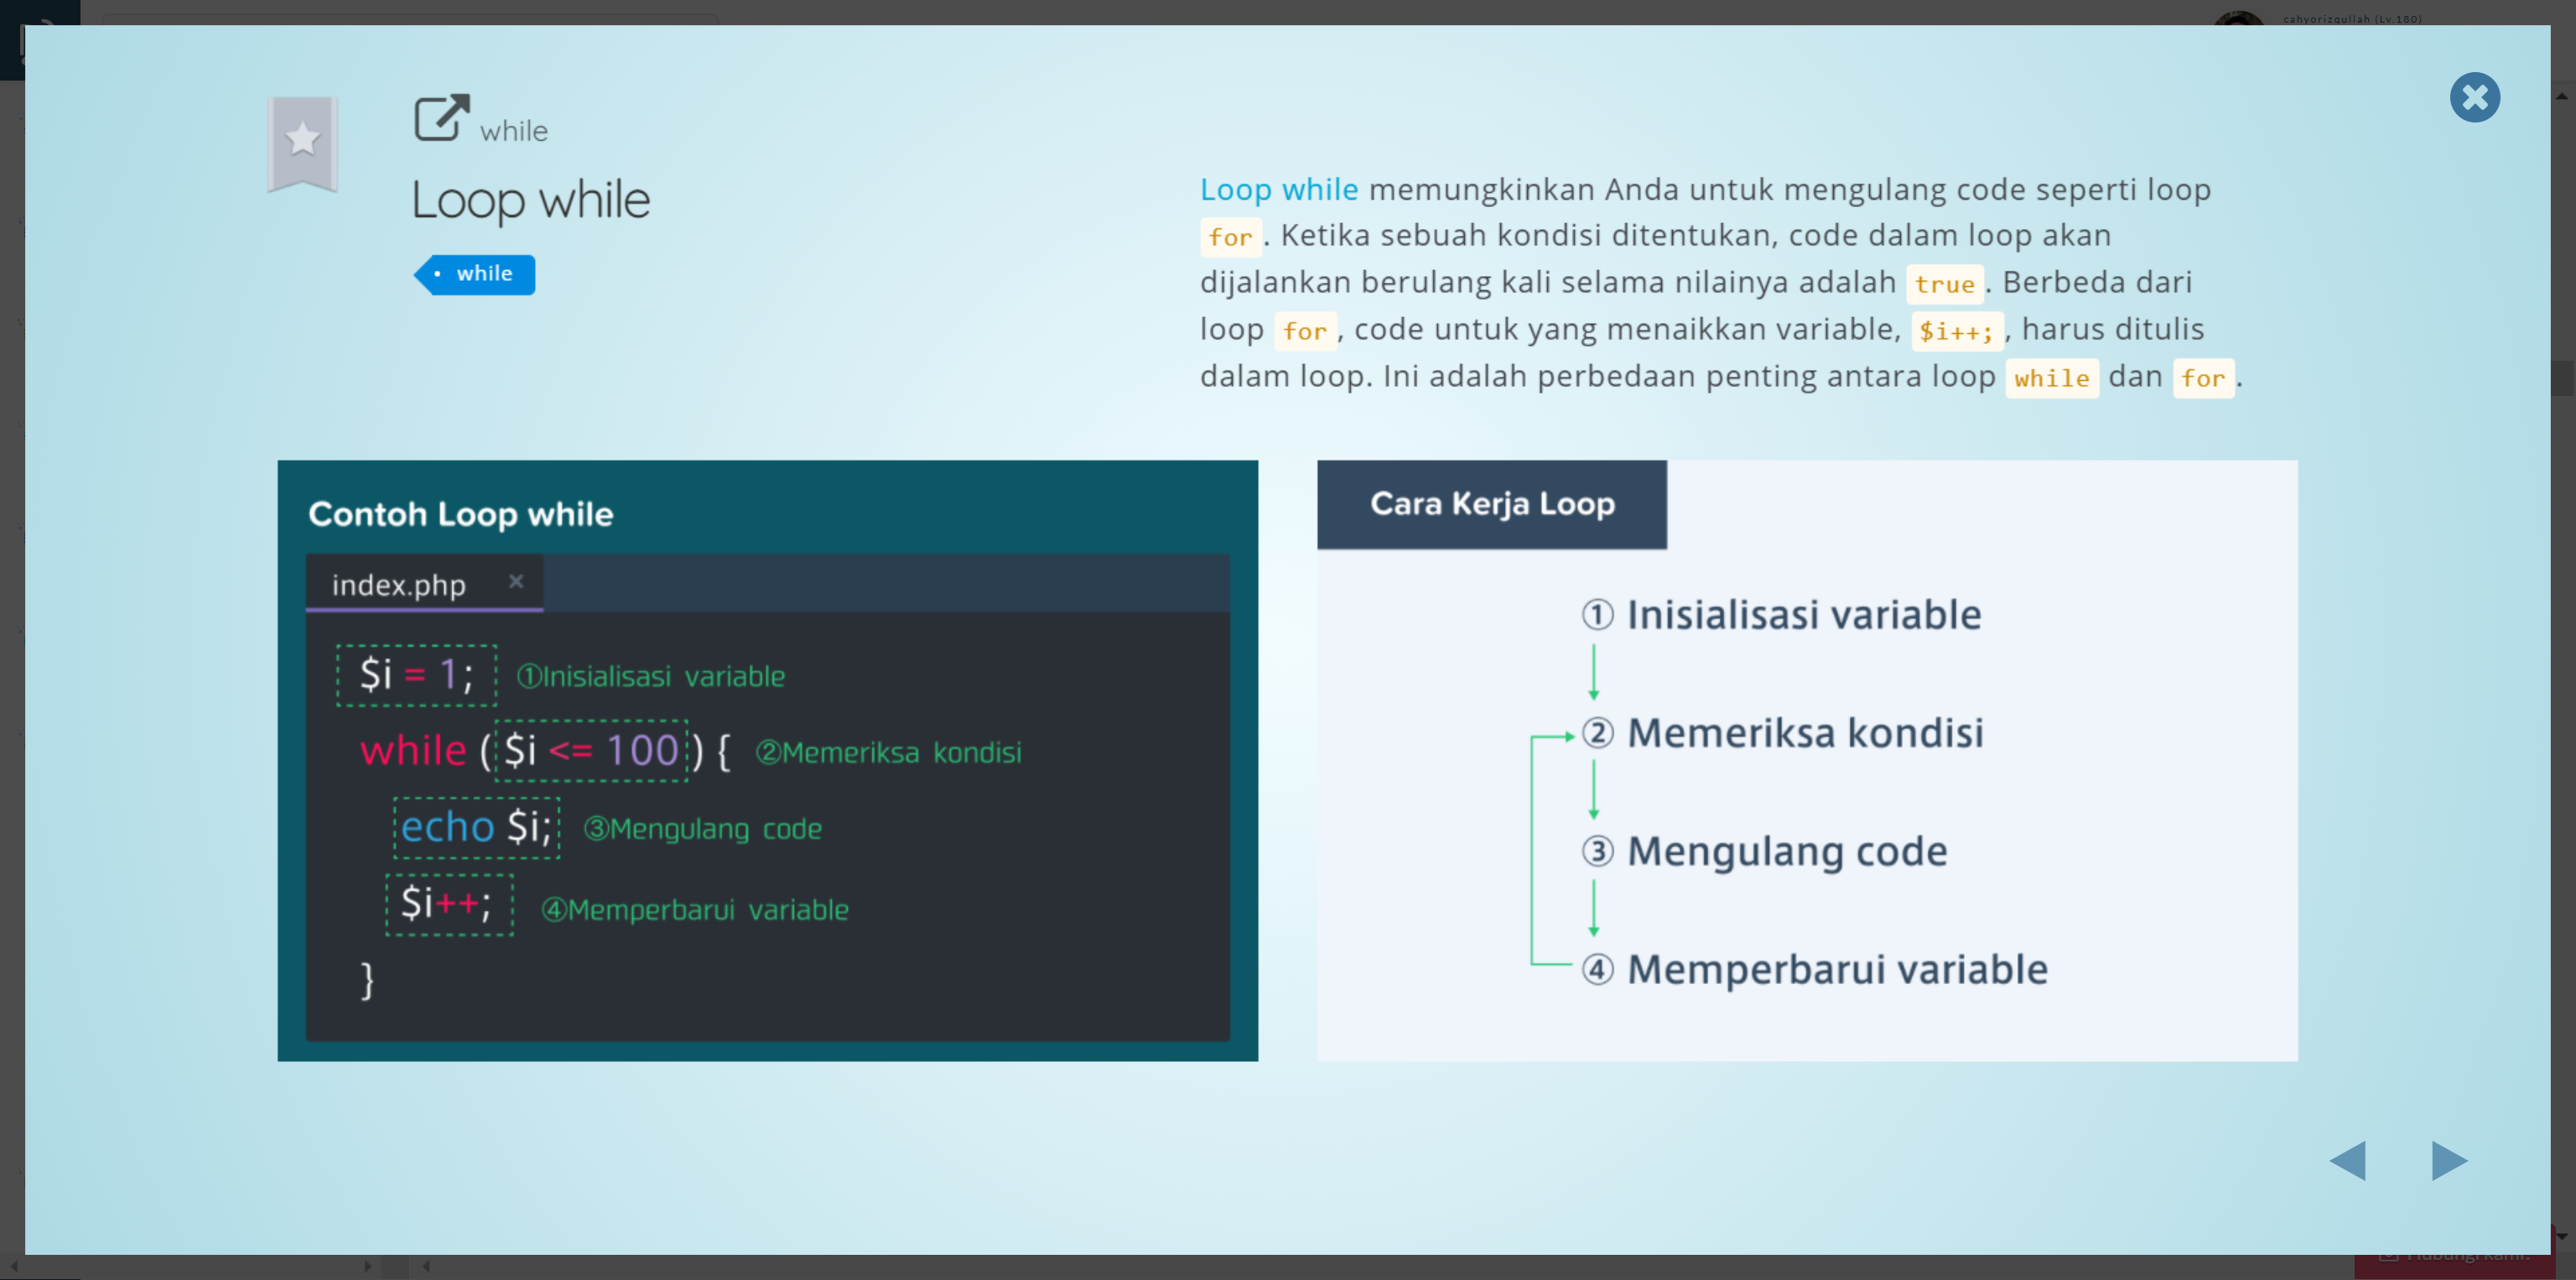 cahyorizqullah (Lv.180)
while
Loop while
while
Loop while memungkinkan Anda untuk mengulang code seperti loop
for . Ketika sebuah kondisi ditentukan, code dalam loop akan
dijalankan berulang kali selama nilainya adalah true . Berbeda dari
loop for , code untuk yang menaikkan variable, $i++; , harus ditulis
dalam loop. Ini adalah perbedaan penting antara loop while dan for .
Contoh Loop while
index.php
$i = 1; ①Inisialisasi variable
while ( $i <= 100 ) { ②Memeriksa kondisi
echo $i; ③Mengulang code
$i++; ④Memperbarui variable
}
Cara Kerja Loop
① Inisialisasi variable
② Memeriksa kondisi
③ Mengulang code
④ Memperbarui variable